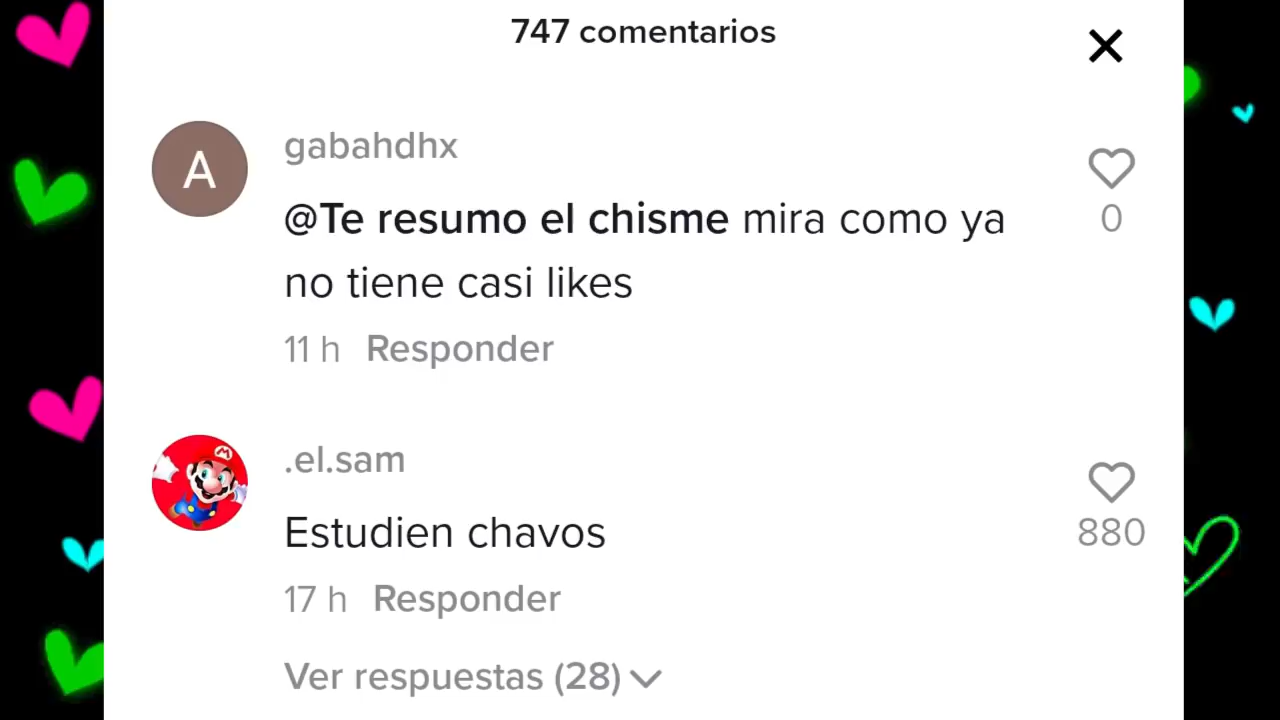 747 comentarios
A
gabahdhx
@Te resumo el chisme mira como ya
no tiene casi likes
0
11 h Responder
.el.sam
M
Estudien chavos
880
17 h Responder
Ver respuestas (28)